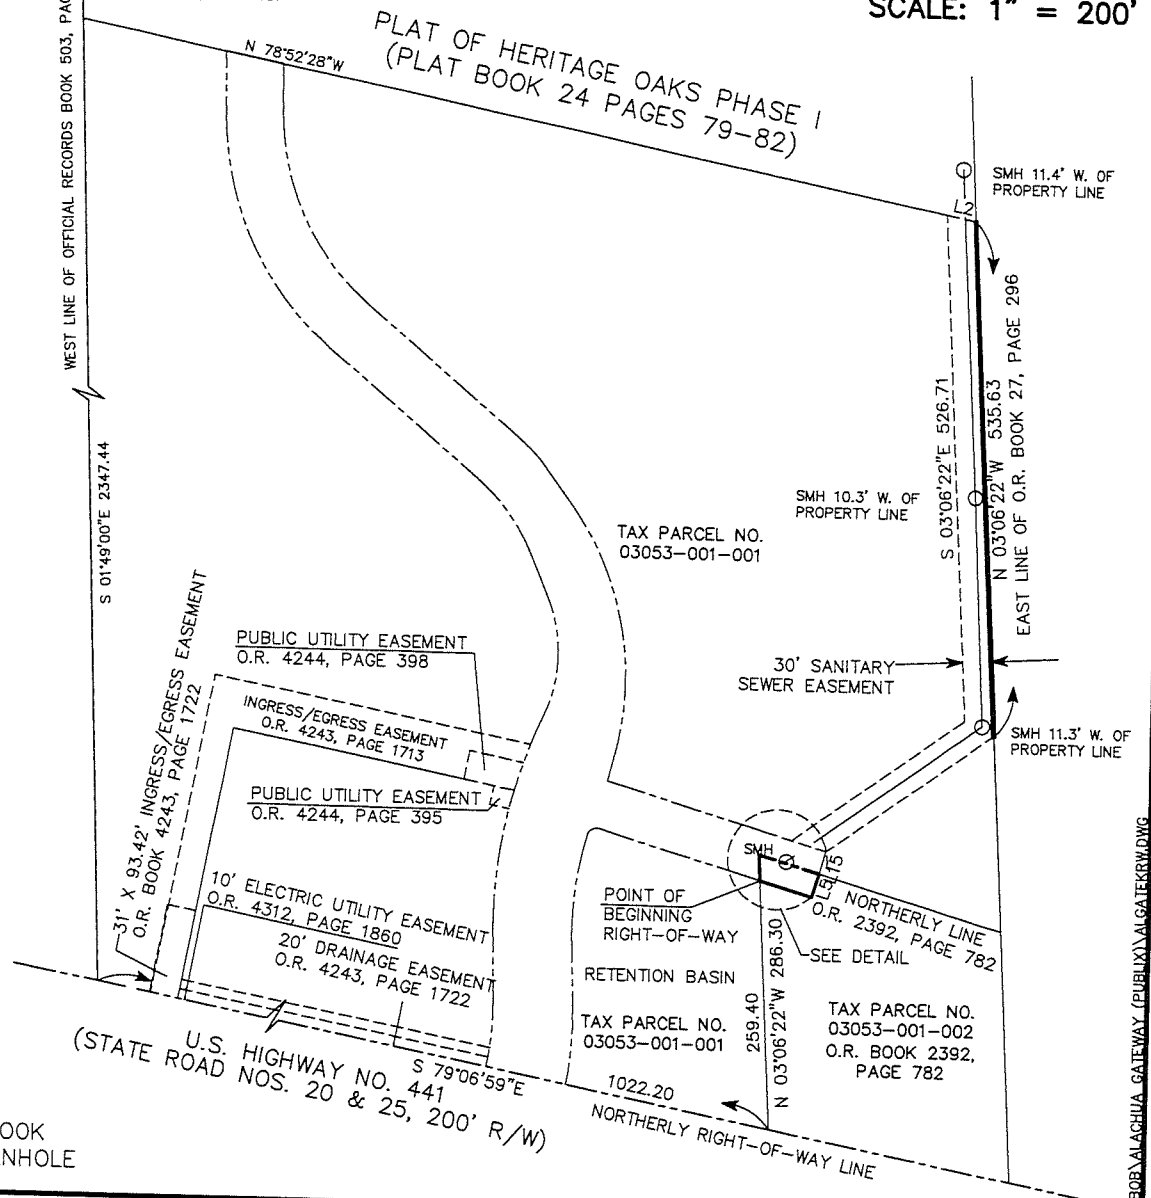 SCALE: 1" = 200'
PLAT OF HERITAGE OAKS PHASE I
(PLAT BOOK 24 PAGES 79-82)
N 78°52'28"W
WEST LINE OF OFFICIAL RECORDS BOOK 503, PAG
S 01°49'00"E 2347.44
SMH 11.4' W. OF
PROPERTY LINE
L2
S 03°06'22"E 526.71
N 03°06'22"W 535.63
EAST LINE OF O.R. BOOK 27, PAGE 296
SMH 10.3' W. OF
PROPERTY LINE
TAX PARCEL NO.
03053-001-001
30' SANITARY
SEWER EASEMENT
SMH 11.3' W. OF
PROPERTY LINE
PUBLIC UTILITY EASEMENT
O.R. 4244, PAGE 398
INGRESS/EGRESS EASEMENT
O.R. 4243, PAGE 1713
31' X 93.42' INGRESS/EGRESS EASEMENT
O.R. BOOK 4243, PAGE 1722
PUBLIC UTILITY EASEMENT
O.R. 4244, PAGE 395
10' ELECTRIC UTILITY EASEMENT
O.R. 4312, PAGE 1860
20' DRAINAGE EASEMENT
O.R. 4243, PAGE 1722
SMH
L5
L15
POINT OF
BEGINNING
RIGHT-OF-WAY
NORTHERLY LINE
O.R. 2392, PAGE 782
SEE DETAIL
RETENTION BASIN
TAX PARCEL NO.
03053-001-001
259.40
N 03°06'22"W 286.30
TAX PARCEL NO.
03053-001-002
O.R. BOOK 2392,
PAGE 782
U.S. HIGHWAY NO. 441
(STATE ROAD NOS. 20 & 25, 200' R/W)
S 79°06'59"E
1022.20
NORTHERLY RIGHT-OF-WAY LINE
OOK
NHOLE
BOB\ALACHUA GATEWAY (PUBLIX)\ALGATEKRW.DWG